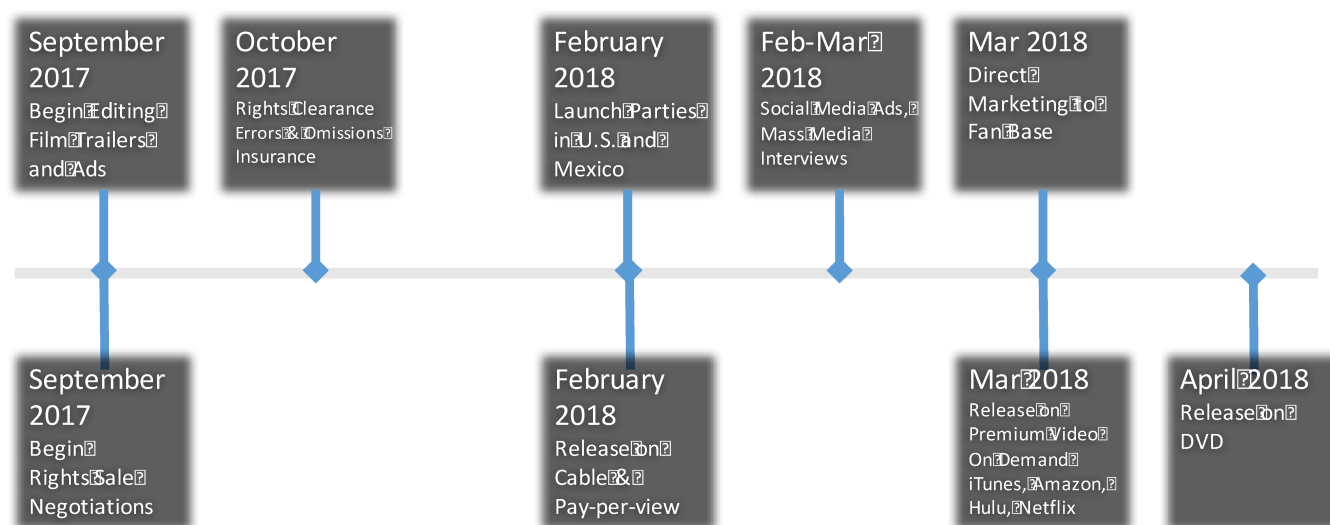 September
2017
Begin Editing
Film Trailers
and Ads
October
2017
Rights Clearance
Errors & Omissions
Insurance
February
2018
Launch Parties
in U.S. and
Mexico
Feb-Mar
2018
Social Media Ads,
Mass Media
Interviews
Mar 2018
Direct
Marketing to
Fan Base
September
2017
Begin
Rights Sale
Negotiations
February
2018
Release on
Cable &
Pay-per-view
Mar 2018
Release on
Premium Video
On Demand
iTunes, Amazon,
Hulu, Netflix
April 2018
Release on
DVD